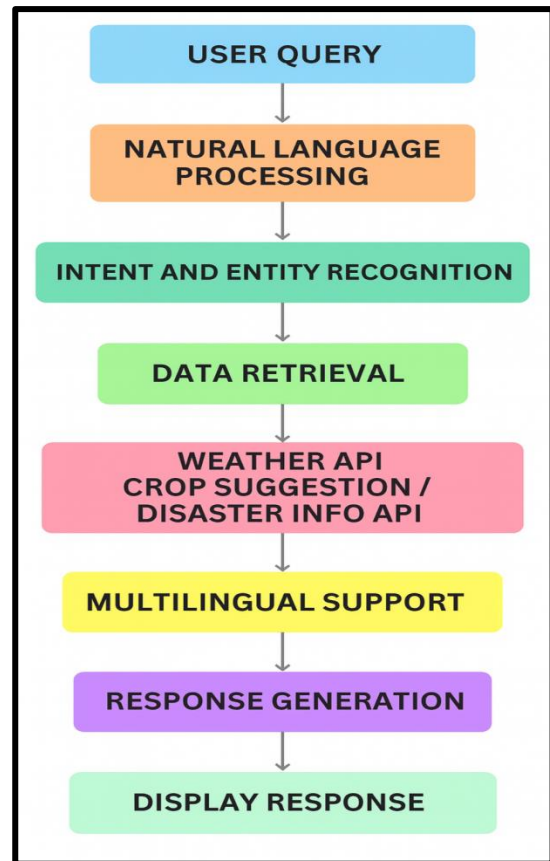 USER QUERY
NATURAL LANGUAGE
PROCESSING
INTENT AND ENTITY RECOGNITION
DATA RETRIEVAL
WEATHER API
CROP SUGGESTION /
DISASTER INFO API
MULTILINGUAL SUPPORT
RESPONSE GENERATION
DISPLAY RESPONSE